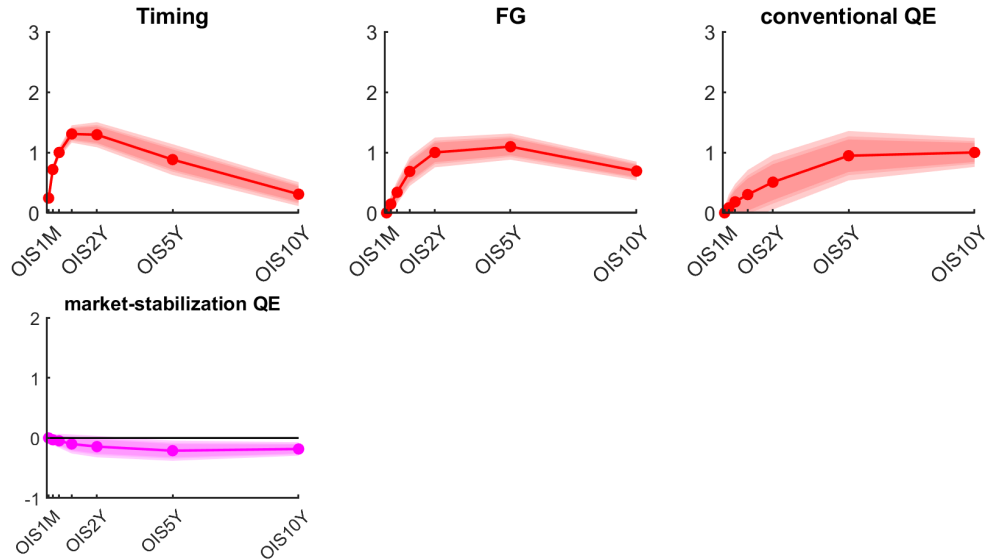 Timing
3
2
1
0
OIS1M
OIS2Y
OIS5Y
OIS10Y
FG
3
2
1
0
OIS1M
OIS2Y
OIS5Y
OIS10Y
conventional QE
3
2
1
0
OIS1M
OIS2Y
OIS5Y
OIS10Y
market-stabilization QE
2
1
0
-1
OIS1M
OIS2Y
OIS5Y
OIS10Y